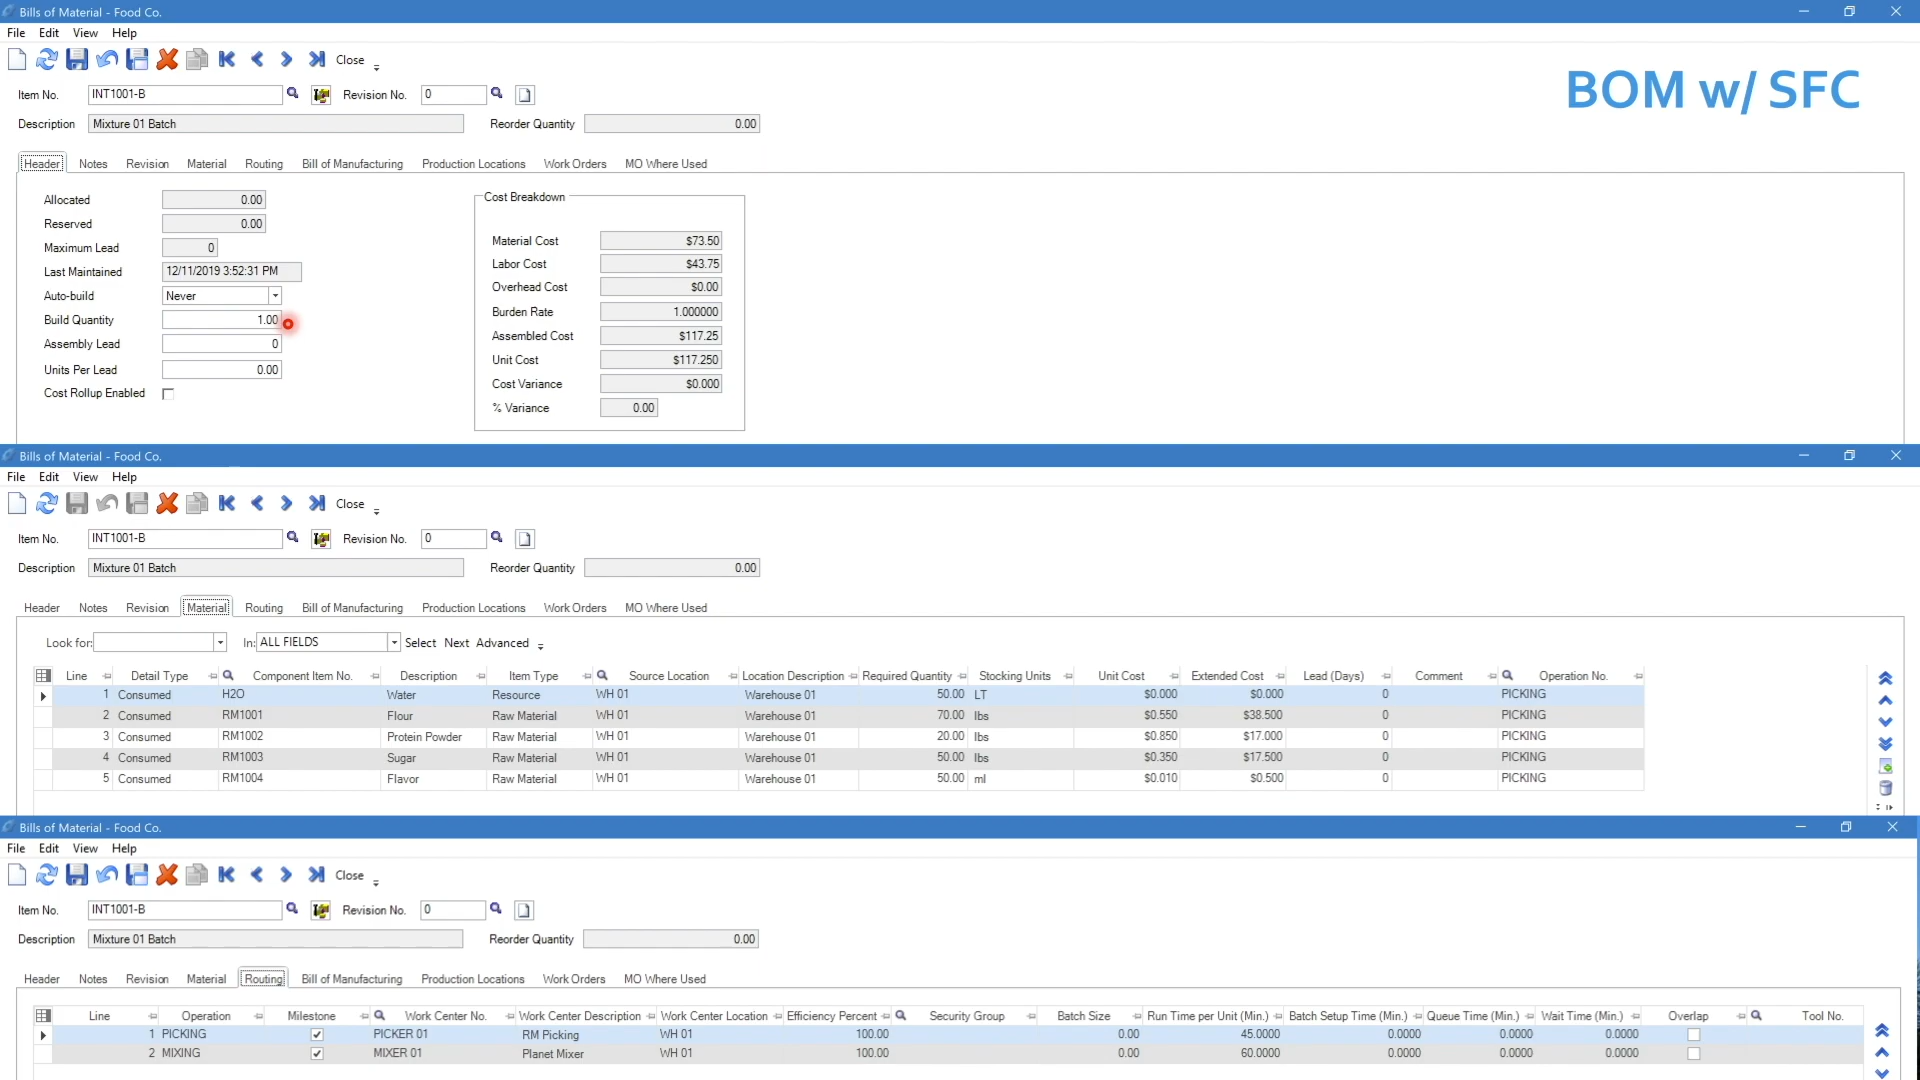 Bills of Material - Food Co.
File Edit View Help
Close
BOM w/ SFC
Item No. INT1001-B Revision No. 0
Description Mixture 01 Batch Reorder Quantity 0.00
Header Notes Revision Material Routing Bill of Manufacturing Production Locations Work Orders MO Where Used
Allocated 0.00
Reserved 0.00
Maximum Lead 0
Last Maintained 12/11/2019 3:52:31 PM
Auto-build Never
Build Quantity 1.00
Assembly Lead 0
Units Per Lead 0.00
Cost Rollup Enabled
Cost Breakdown
Material Cost $73.50
Labor Cost $43.75
Overhead Cost $0.00
Burden Rate 1.000000
Assembled Cost $117.25
Unit Cost $117.250
Cost Variance $0.000
% Variance 0.00
Bills of Material - Food Co.
File Edit View Help
Close
Item No. INT1001-B Revision No. 0
Description Mixture 01 Batch Reorder Quantity 0.00
Header Notes Revision Material Routing Bill of Manufacturing Production Locations Work Orders MO Where Used
Look for: In: ALL FIELDS Select Next Advanced
Line Detail Type Component Item No. Description Item Type Source Location Location Description Required Quantity Stocking Units Unit Cost Extended Cost Lead (Days) Comment Operation No.
1 Consumed H2O Water Resource WH 01 Warehouse 01 50.00 LT $0.000 $0.000 0 PICKING
2 Consumed RM1001 Flour Raw Material WH 01 Warehouse 01 70.00 lbs $0.550 $38.500 0 PICKING
3 Consumed RM1002 Protein Powder Raw Material WH 01 Warehouse 01 20.00 lbs $0.850 $17.000 0 PICKING
4 Consumed RM1003 Sugar Raw Material WH 01 Warehouse 01 50.00 lbs $0.350 $17.500 0 PICKING
5 Consumed RM1004 Flavor Raw Material WH 01 Warehouse 01 50.00 ml $0.010 $0.500 0 PICKING
Bills of Material - Food Co.
File Edit View Help
Close
Item No. INT1001-B Revision No. 0
Description Mixture 01 Batch Reorder Quantity 0.00
Header Notes Revision Material Routing Bill of Manufacturing Production Locations Work Orders MO Where Used
Line Operation Milestone Work Center No. Work Center Description Work Center Location Efficiency Percent Security Group Batch Size Run Time per Unit (Min.) Batch Setup Time (Min.) Queue Time (Min.) Wait Time (Min.) Overlap Tool No.
1 PICKING PICKER 01 RM Picking WH 01 100.00 0.00 45.0000 0.0000 0.0000 0.0000
2 MIXING MIXER 01 Planet Mixer WH 01 100.00 0.00 60.0000 0.0000 0.0000 0.0000